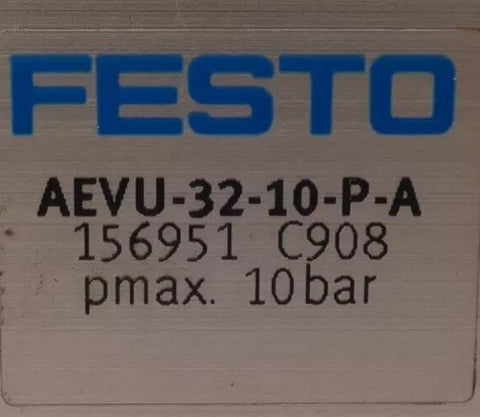 FESTO
AEVU-32-10-P-A
156951 C908
pmax. 10bar